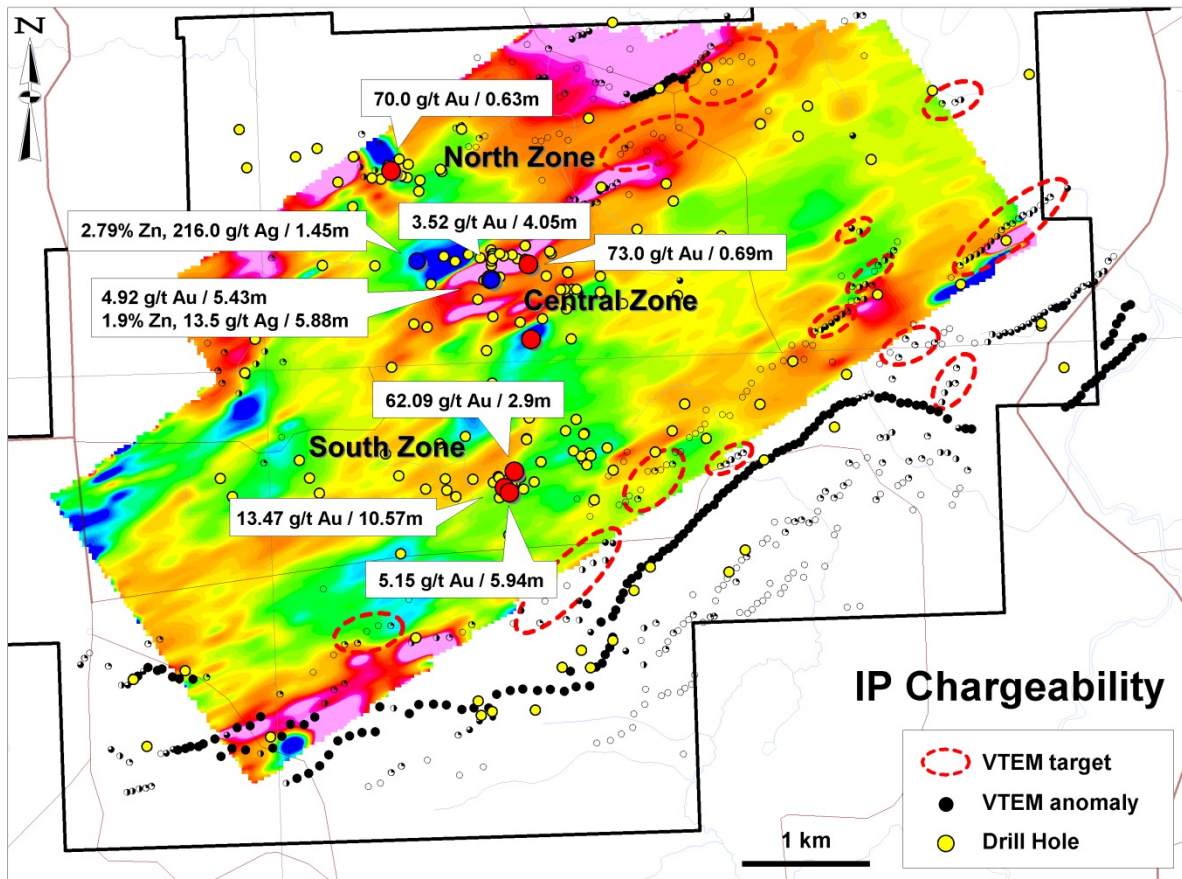 N
70.0 g/t Au / 0.63m
North Zone
3.52 g/t Au / 4.05m
2.79% Zn, 216.0 g/t Ag / 1.45m
73.0 g/t Au / 0.69m
4.92 g/t Au / 5.43m
1.9% Zn, 13.5 g/t Ag / 5.88m
Central Zone
62.09 g/t Au / 2.9m
South Zone
13.47 g/t Au / 10.57m
5.15 g/t Au / 5.94m
IP Chargeability
VTEM target
VTEM anomaly
Drill Hole
1 km